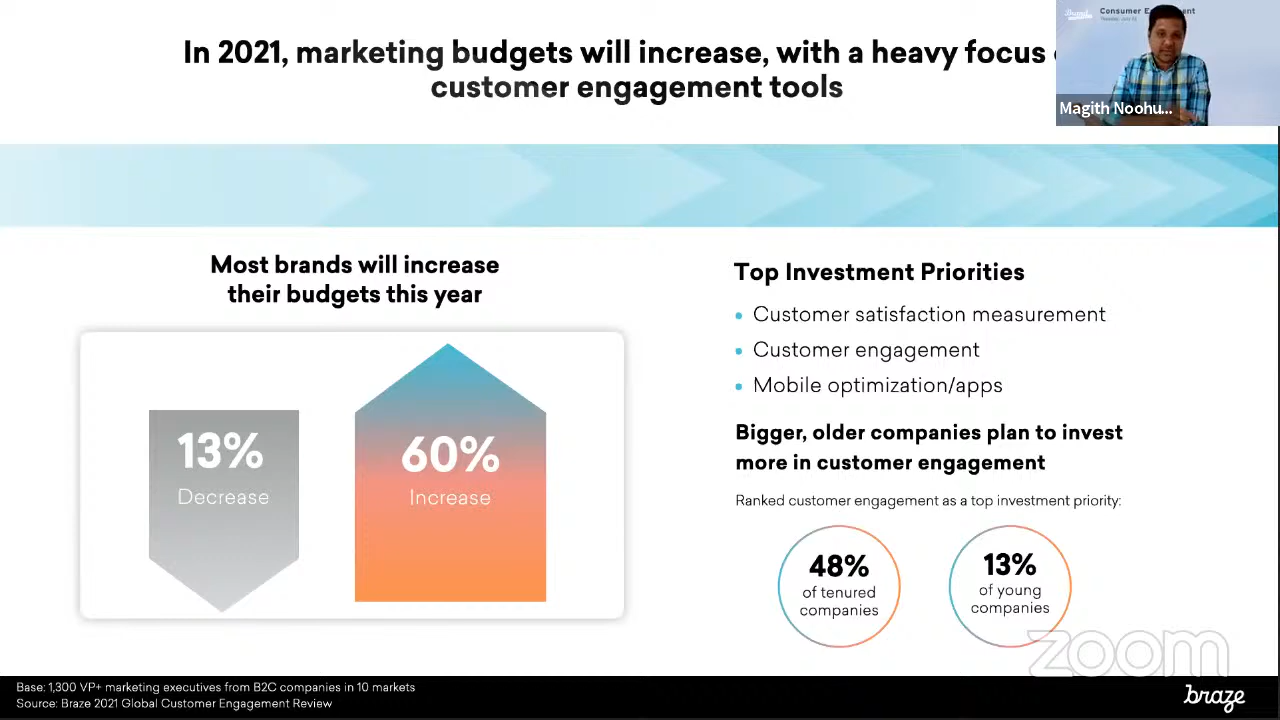 In 2021, marketing budgets will increase, with a heavy focus
customer engagement tools
Consumer
Magith Noohu...
Most brands will increase
their budgets this year
13%
Decrease
60%
Increase
Top Investment Priorities
• Customer satisfaction measurement
• Customer engagement
• Mobile optimization/apps
Bigger, older companies plan to invest
more in customer engagement
Ranked customer engagement as a top investment priority:
48%
of tenured
companies
13%
of young
companies
zoom
Base: 1,300 VP+ marketing executives from B2C companies in 10 markets
Source: Braze 2021 Global Customer Engagement Review
braze